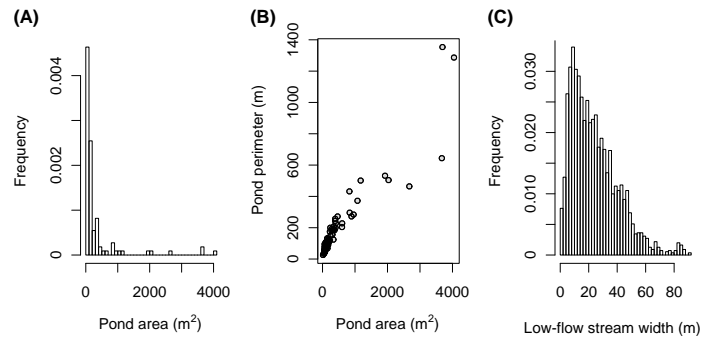 (A)
Frequency
0.004
0.002
0
0 2000 4000
Pond area (m²)
(B)
Pond perimeter (m)
1400
1000
600
200
0
0 1000 2000 3000 4000
Pond area (m²)
(C)
Frequency
0.030
0.020
0.010
0
0 20 40 60 80
Low-flow stream width (m)